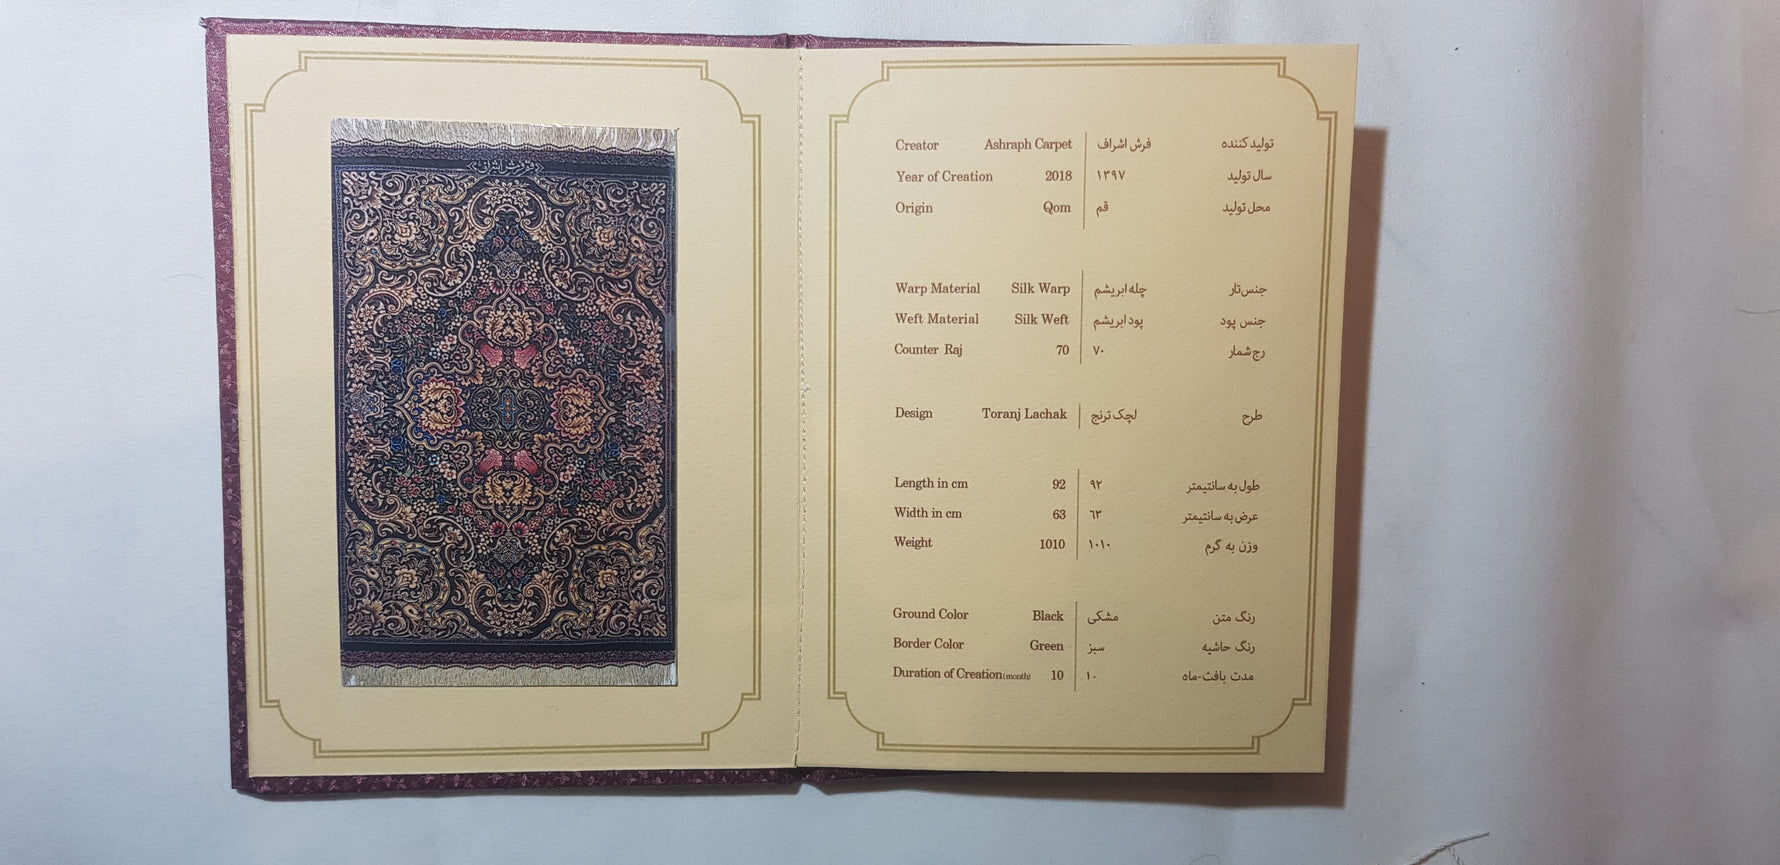 فرش اشراف
Creator Ashraph Carpet فرش اشراف تولیدکننده
Year of Creation 2018 ۱۳۹۷ سال تولید
Origin Qom قم محل تولید
Warp Material Silk Warp چله ابریشم جنس تار
Weft Material Silk Weft پود ابریشم جنس پود
Counter Raj 70 ۷۰ رج شمار
Design Toranj Lachak لچک ترنج طرح
Length in cm 92 ۹۲ طول به سانتیمتر
Width in cm 63 ٦٣ عرض به سانتیمتر
Weight 1010 ۱۰۱۰ وزن به گرم
Ground Color Black مشکی رنگ متن
Border Color Green سبز رنگ حاشیه
Duration of Creation (month) 10 ۱۰ مدت بافت-ماه